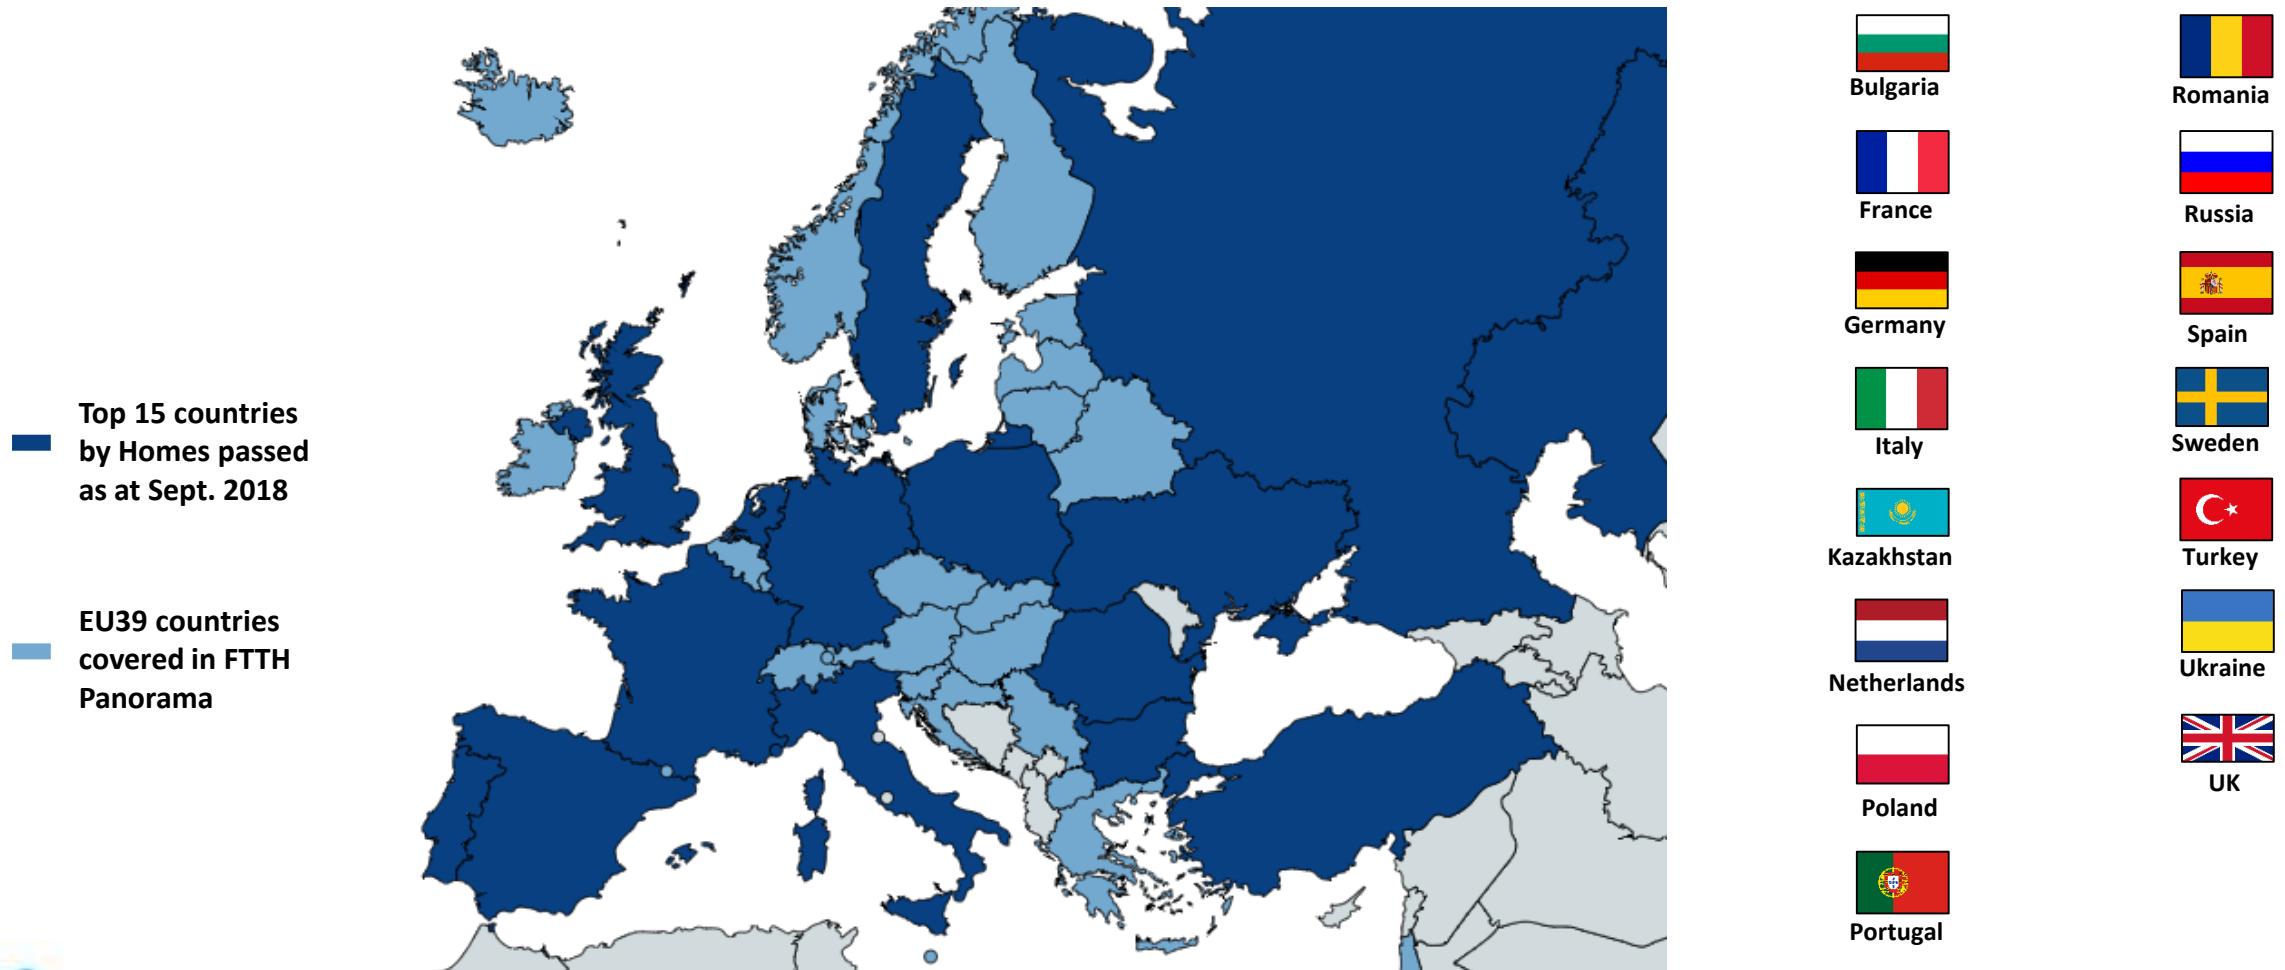 Top 15 countries
by Homes passed
as at Sept. 2018
EU39 countries
covered in FTTH
Panorama
Bulgaria
France
Germany
Italy
Kazakhstan
Netherlands
Poland
Portugal
Romania
Russia
Spain
Sweden
Turkey
Ukraine
UK